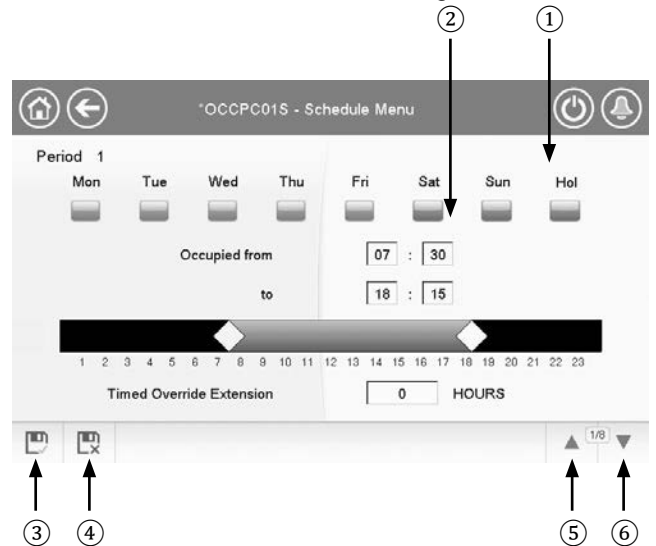 ② ①
*OCCPC01S - Schedule Menu
Period 1
Mon Tue Wed Thu Fri Sat Sun Hol
Occupied from 07 : 30
to 18 : 15
1 2 3 4 5 6 7 8 9 10 11 12 13 14 15 16 17 18 19 20 21 22 23
Timed Override Extension 0 HOURS
1/8
③ ④ ⑤ ⑥